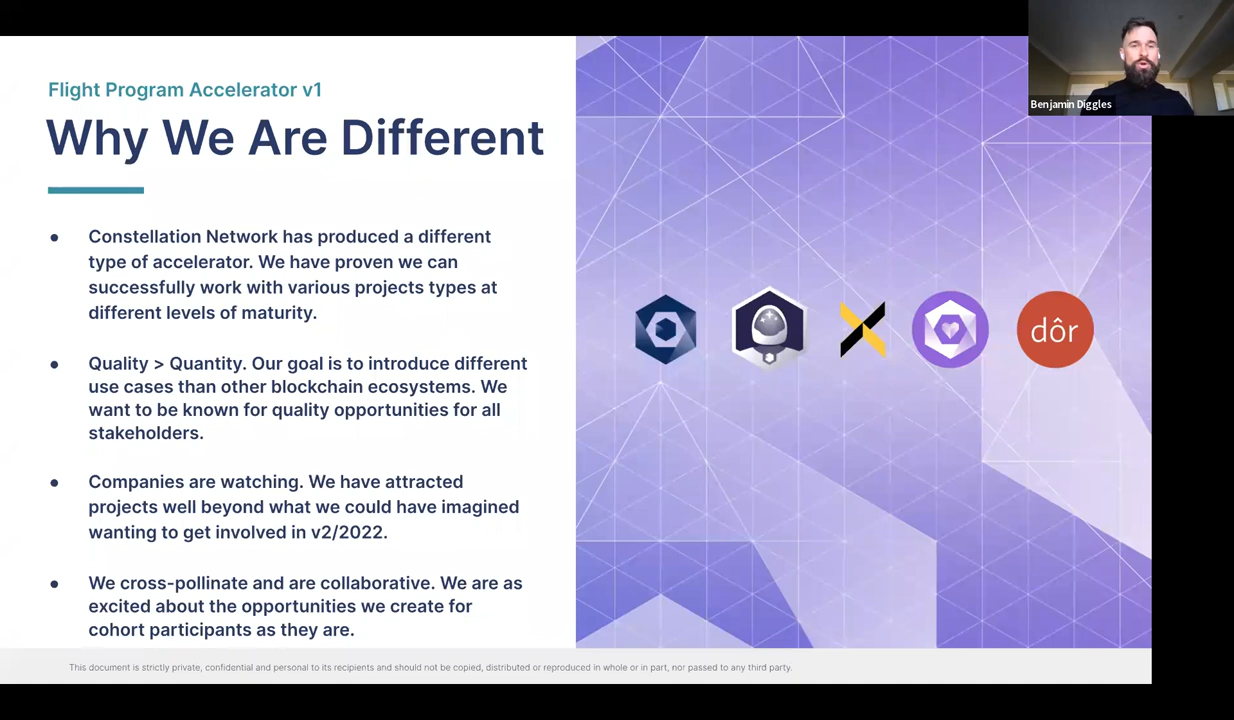 Flight Program Accelerator v1
Why We Are Different
● Constellation Network has produced a different
type of accelerator. We have proven we can
successfully work with various projects types at
different levels of maturity.
● Quality > Quantity. Our goal is to introduce different
use cases than other blockchain ecosystems. We
want to be known for quality opportunities for all
stakeholders.
● Companies are watching. We have attracted
projects well beyond what we could have imagined
wanting to get involved in v2/2022.
● We cross-pollinate and are collaborative. We are as
excited about the opportunities we create for
cohort participants as they are.
dôr
Benjamin Diggles
This document is strictly private, confidential and personal to its recipients and should not be copied, distributed or reproduced in whole or in part, nor passed to any third party.